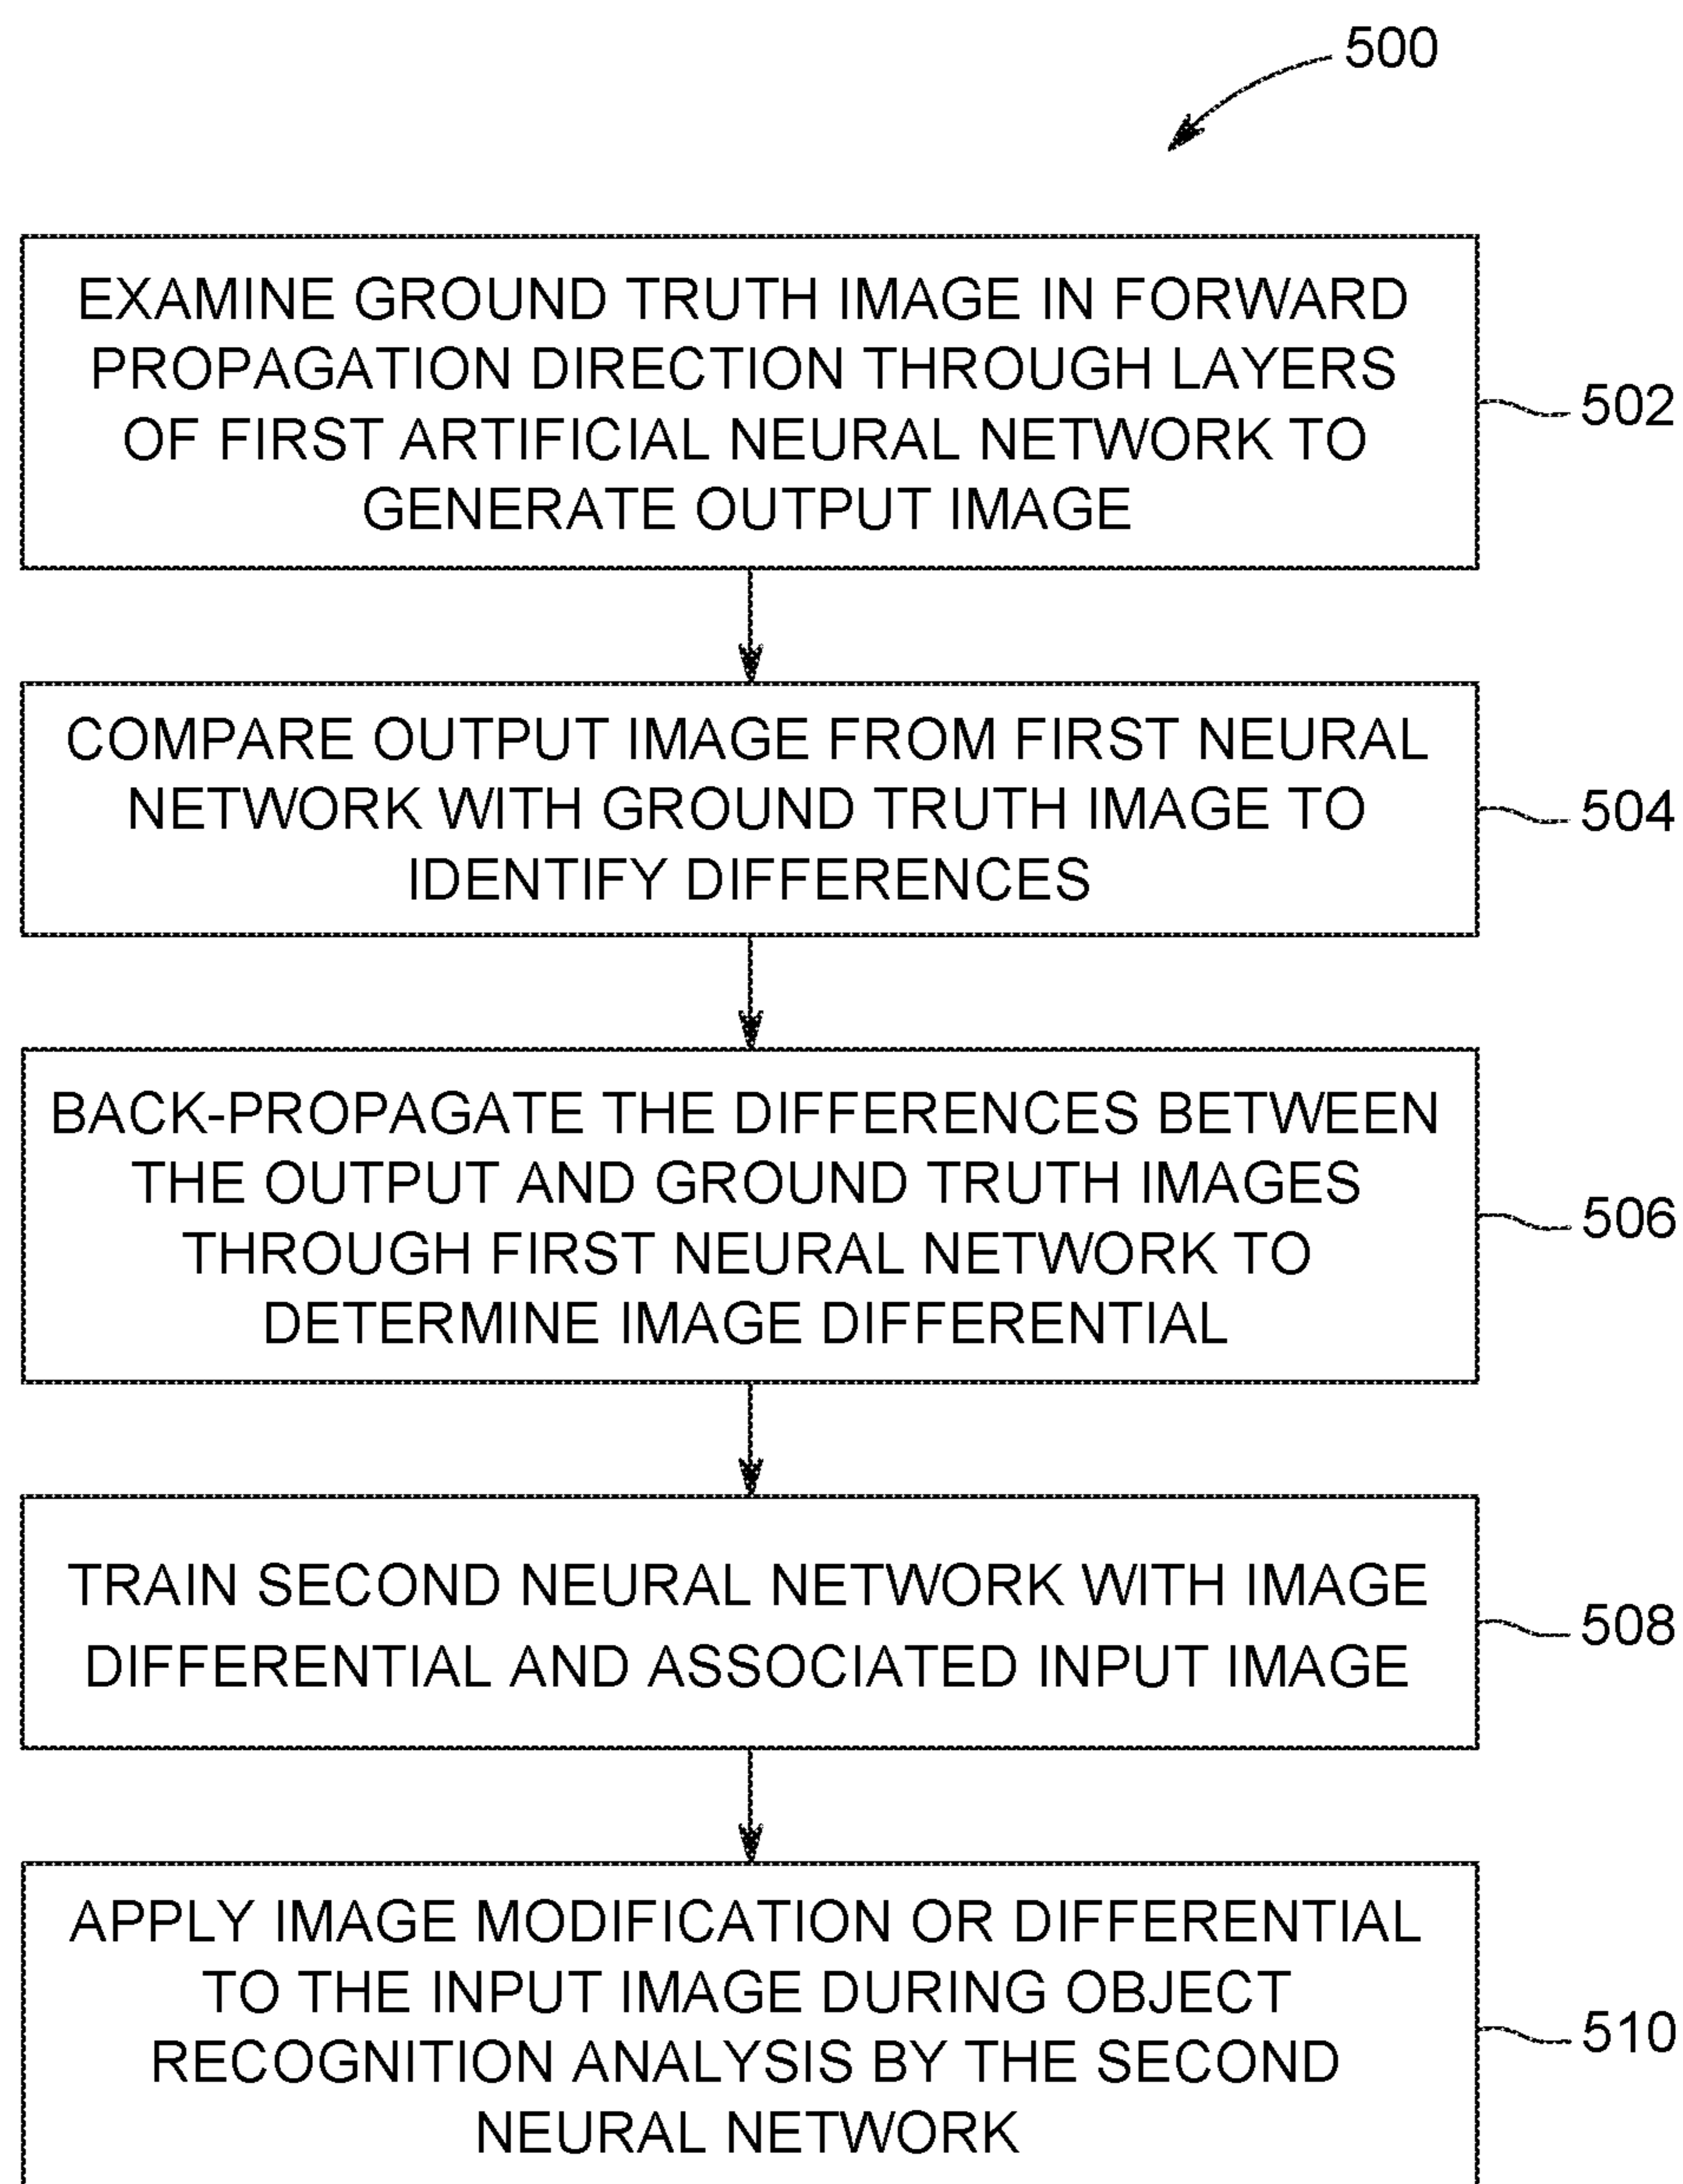 500
EXAMINE GROUND TRUTH IMAGE IN FORWARD
PROPAGATION DIRECTION THROUGH LAYERS
OF FIRST ARTIFICIAL NEURAL NETWORK TO
GENERATE OUTPUT IMAGE
502
COMPARE OUTPUT IMAGE FROM FIRST NEURAL
NETWORK WITH GROUND TRUTH IMAGE TO
IDENTIFY DIFFERENCES
504
BACK-PROPAGATE THE DIFFERENCES BETWEEN
THE OUTPUT AND GROUND TRUTH IMAGES
THROUGH FIRST NEURAL NETWORK TO
DETERMINE IMAGE DIFFERENTIAL
506
TRAIN SECOND NEURAL NETWORK WITH IMAGE
DIFFERENTIAL AND ASSOCIATED INPUT IMAGE
508
APPLY IMAGE MODIFICATION OR DIFFERENTIAL
TO THE INPUT IMAGE DURING OBJECT
RECOGNITION ANALYSIS BY THE SECOND
NEURAL NETWORK
510